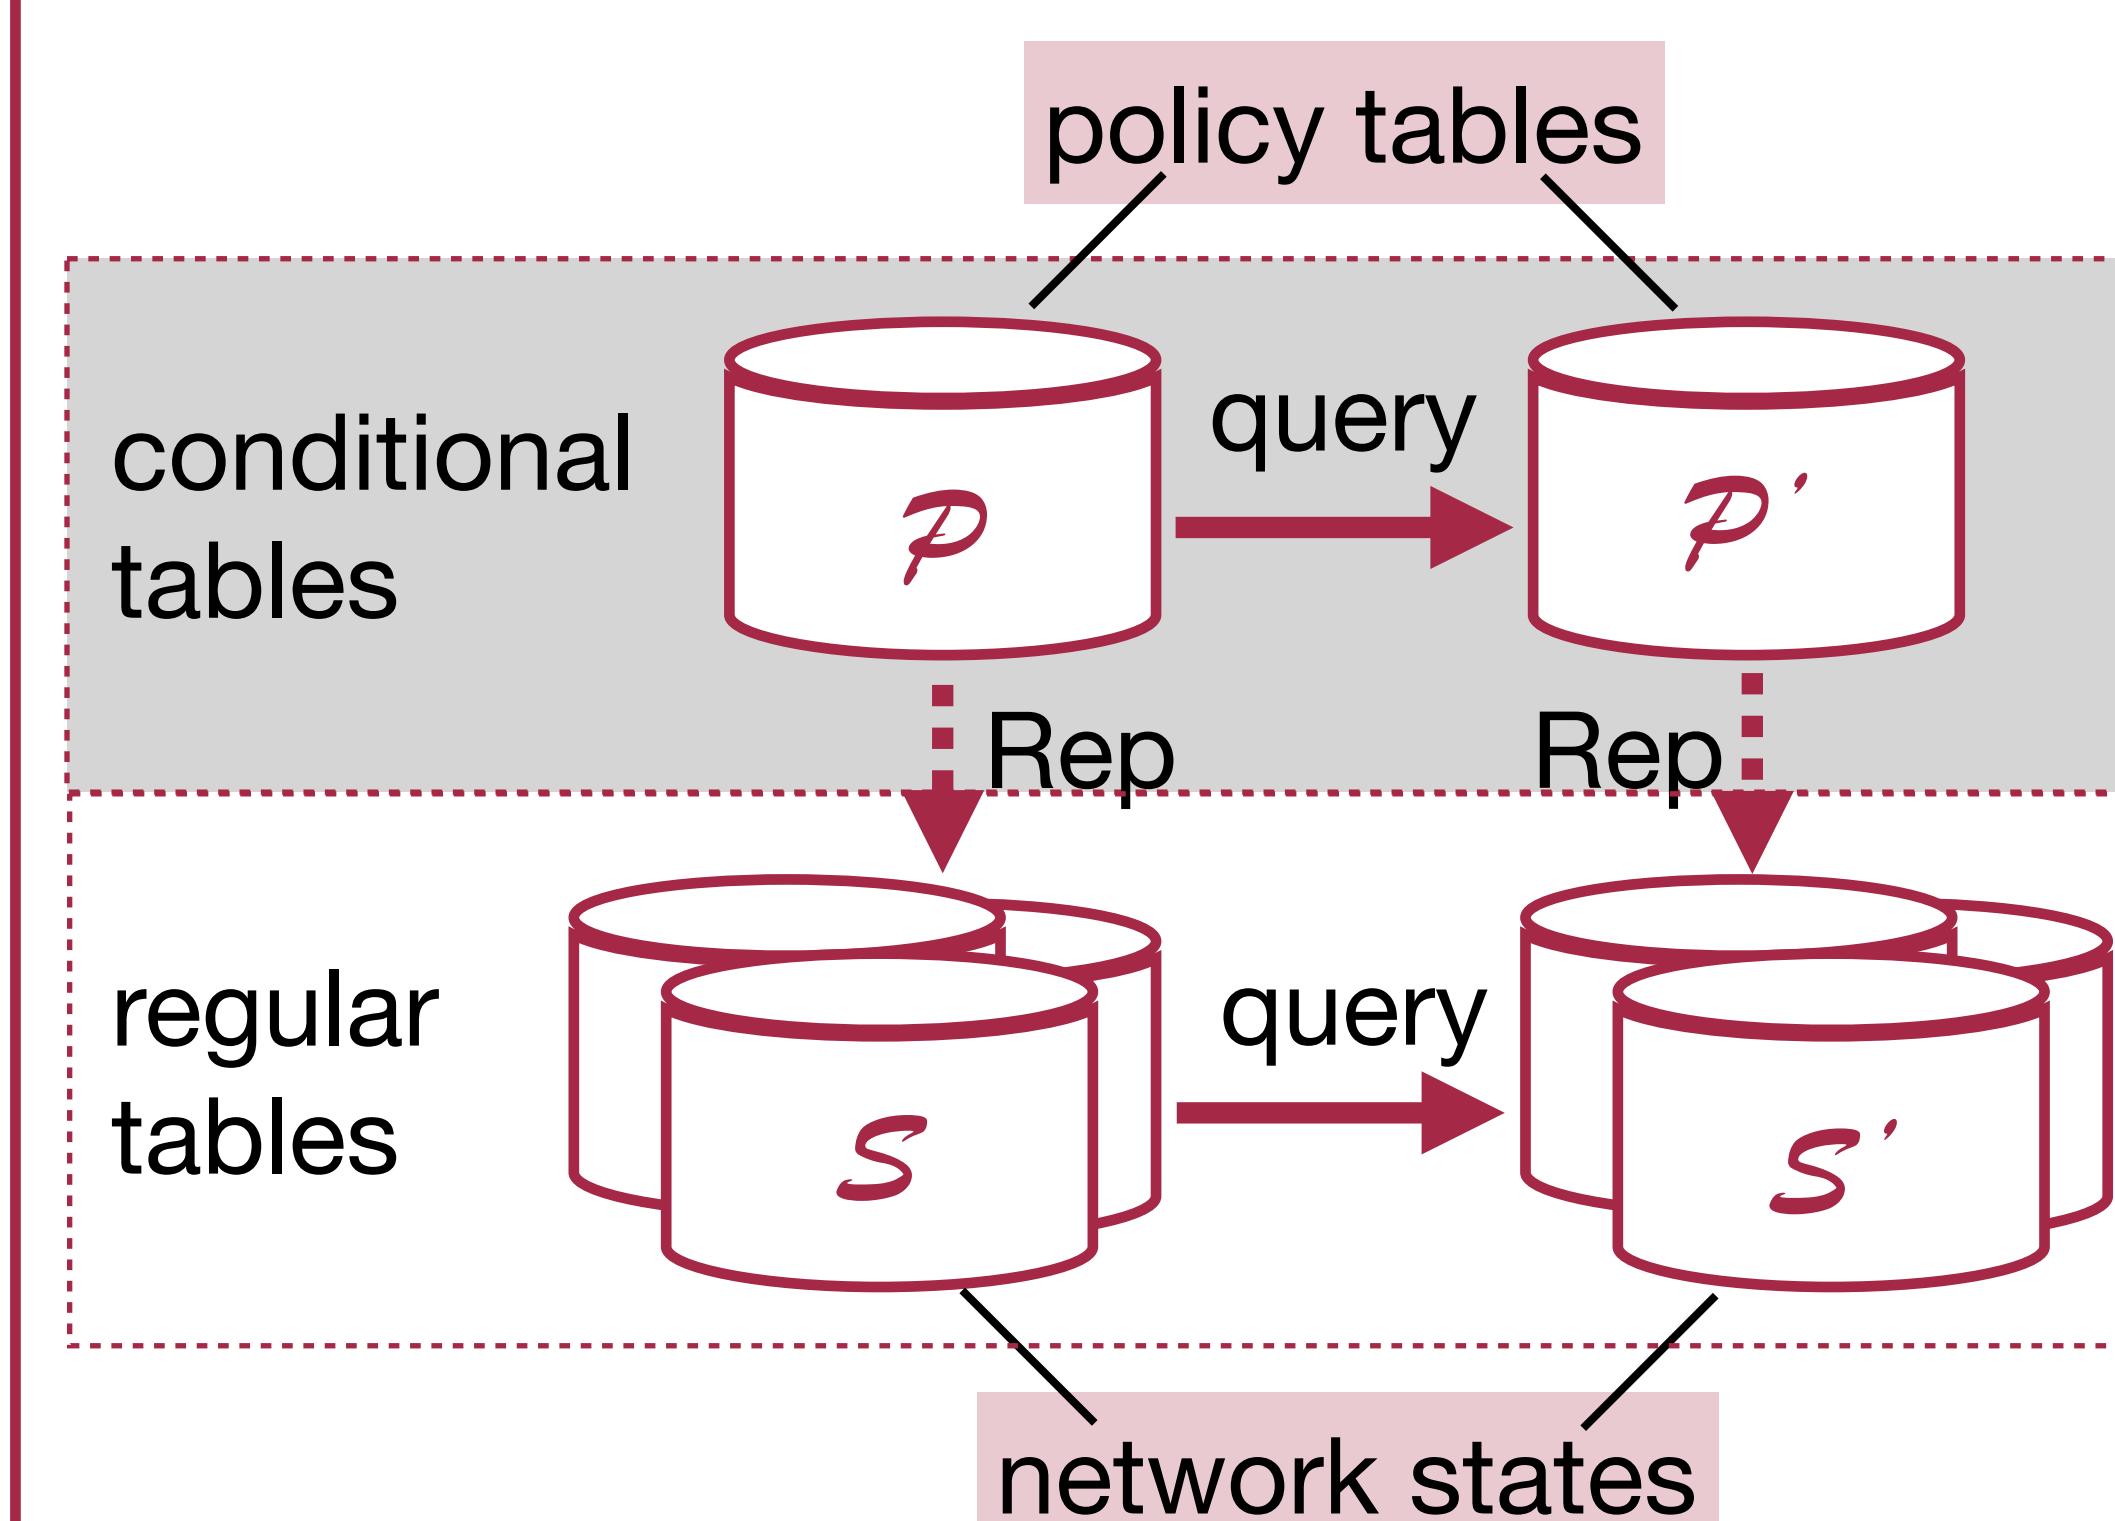 policy tables
conditional
tables
P
query
P'
Rep
Rep
regular
tables
S
query
S'
network states